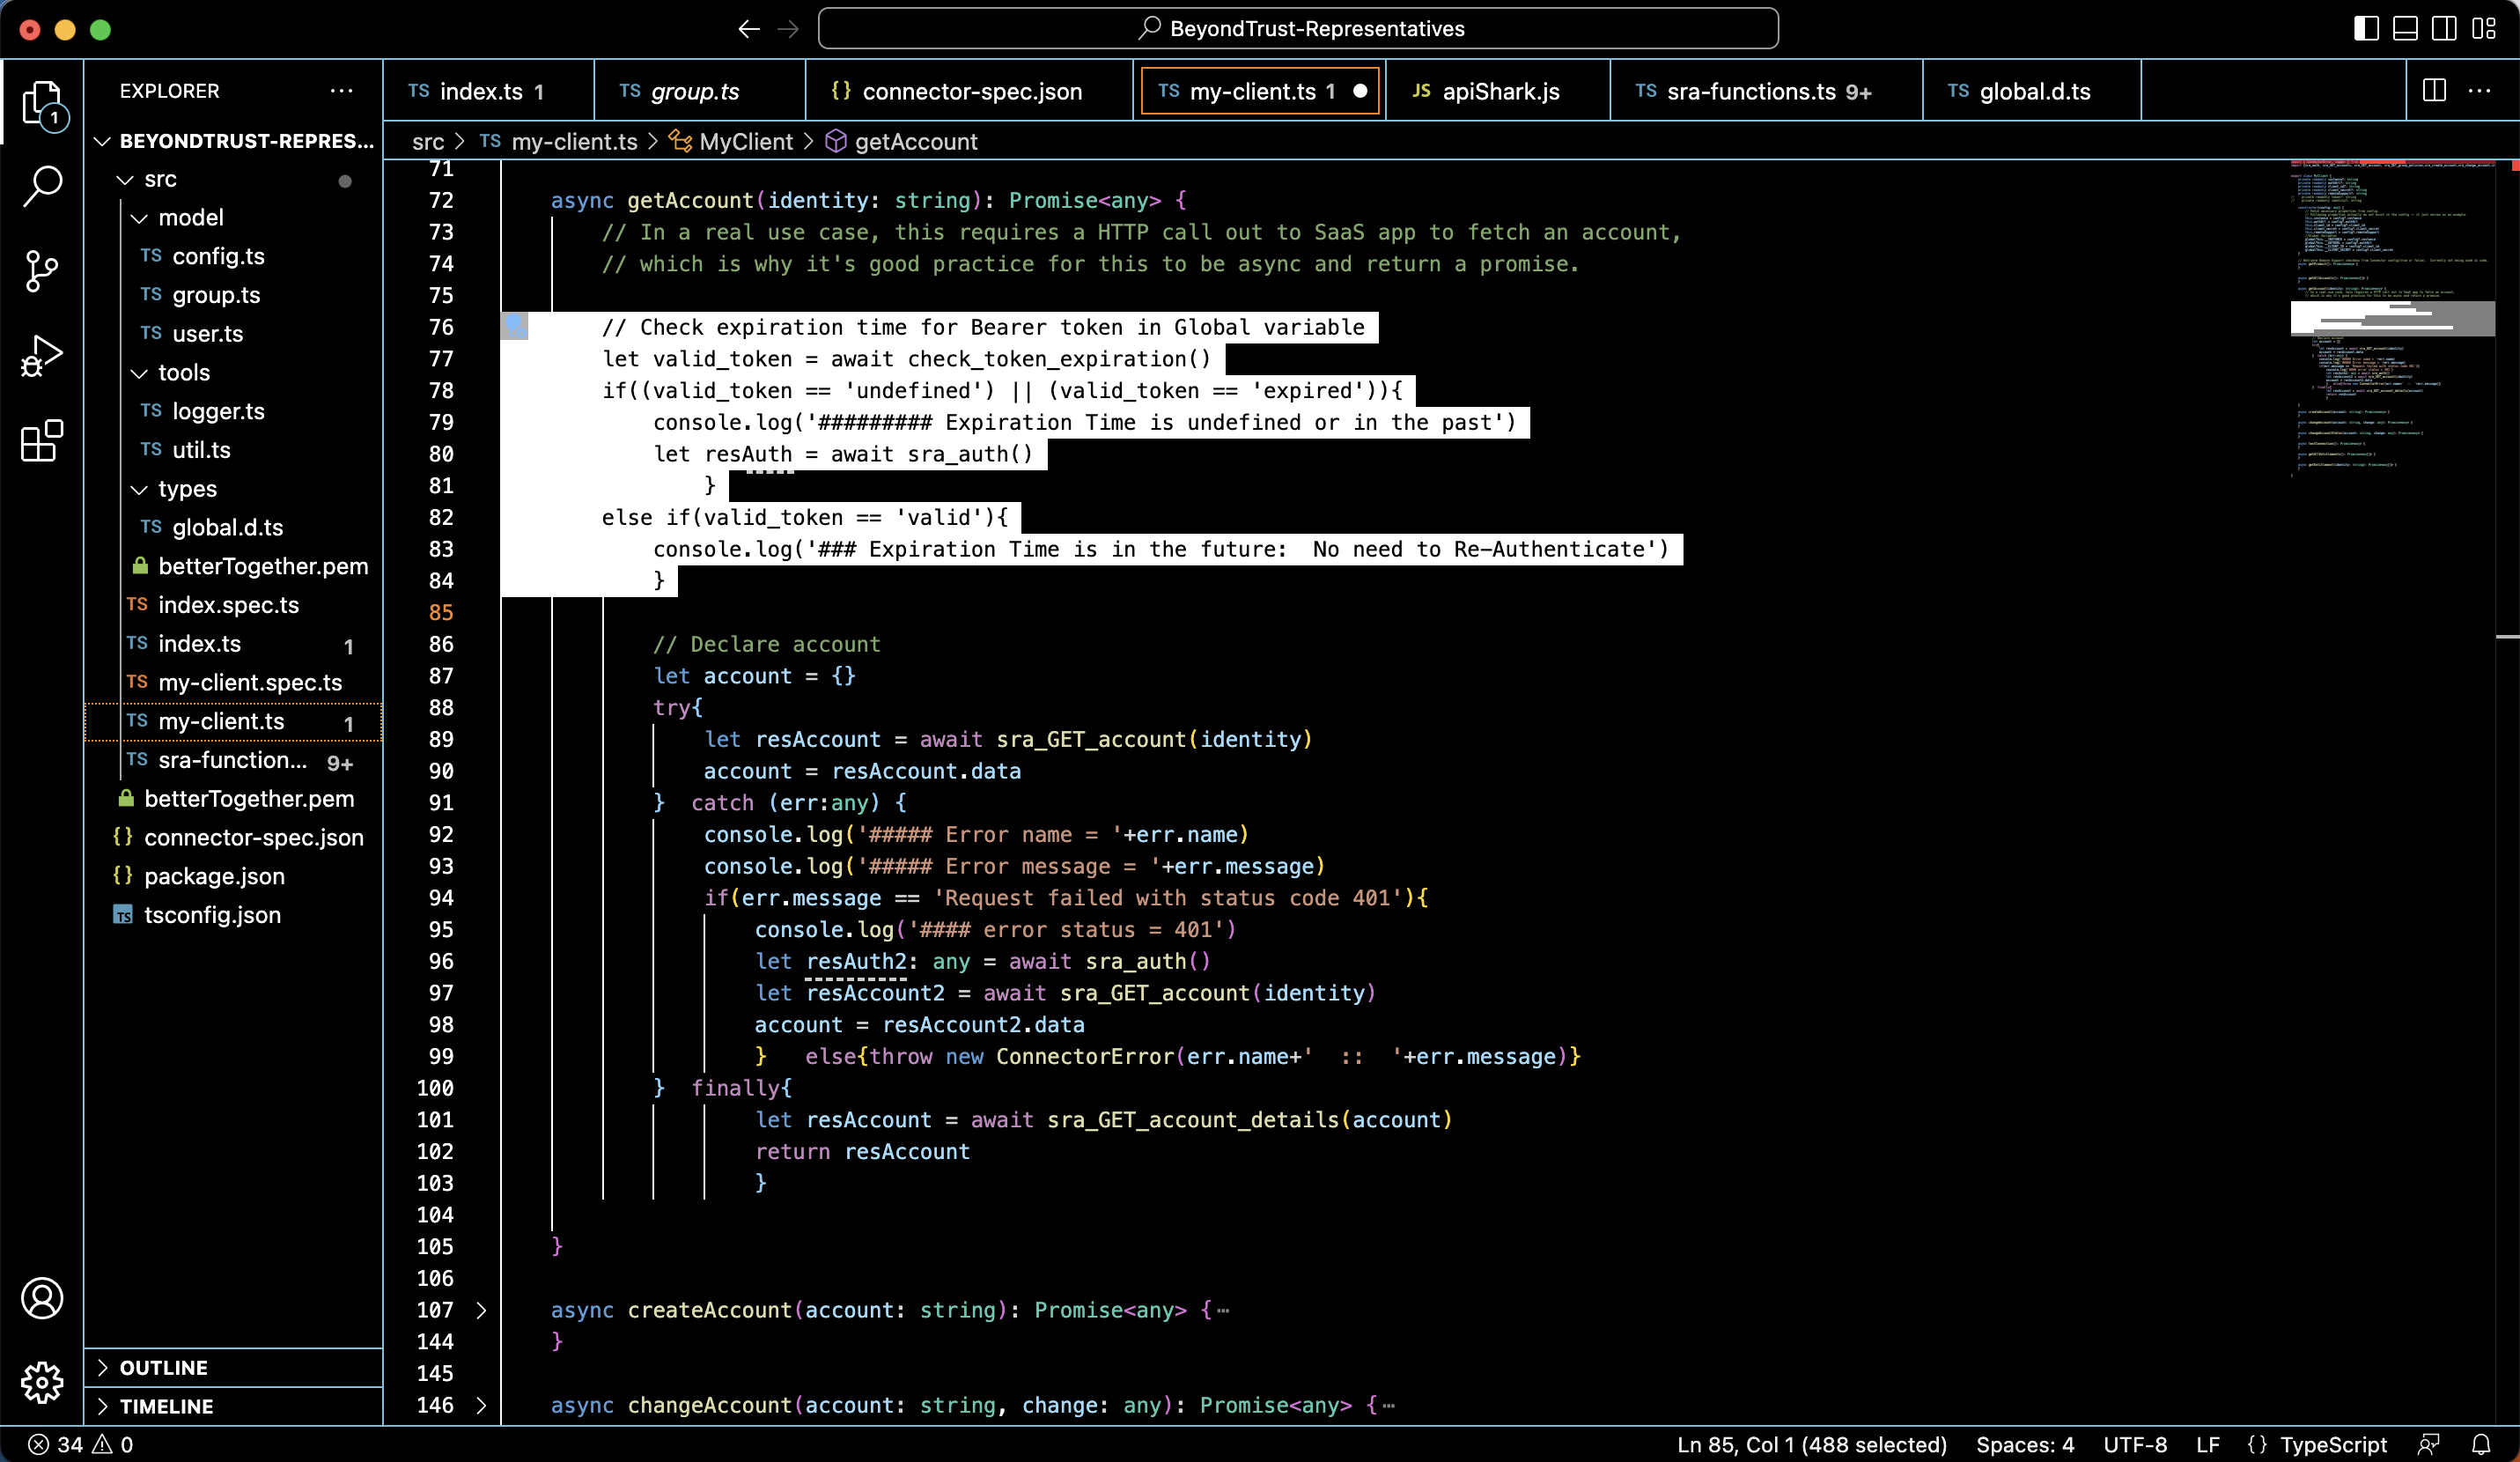 BeyondTrust-Representatives
EXPLORER
BEYONDTRUST-REPRES...
src
model
TS config.ts
TS group.ts
TS user.ts
tools
TS logger.ts
TS util.ts
types
TS global.d.ts
betterTogether.pem
TS index.spec.ts
TS index.ts 1
TS my-client.spec.ts
TS my-client.ts 1
TS sra-function... 9+
betterTogether.pem
{} connector-spec.json
{} package.json
TS tsconfig.json
OUTLINE
TIMELINE
1
TS index.ts 1
TS group.ts
{} connector-spec.json
TS my-client.ts 1
JS apiShark.js
TS sra-functions.ts 9+
TS global.d.ts
src > TS my-client.ts > MyClient > getAccount
71
72 async getAccount(identity: string): Promise<any> {
73 // In a real use case, this requires a HTTP call out to SaaS app to fetch an account,
74 // which is why it's good practice for this to be async and return a promise.
75
76 // Check expiration time for Bearer token in Global variable
77 let valid_token = await check_token_expiration()
78 if((valid_token == 'undefined') || (valid_token == 'expired')){
79 console.log('######### Expiration Time is undefined or in the past')
80 let resAuth = await sra_auth()
81 }
82 else if(valid_token == 'valid'){
83 console.log('### Expiration Time is in the future:  No need to Re-Authenticate')
84 }
85
86 // Declare account
87 let account = {}
88 try{
89 let resAccount = await sra_GET_account(identity)
90 account = resAccount.data
91 }  catch (err:any) {
92 console.log('##### Error name = '+err.name)
93 console.log('##### Error message = '+err.message)
94 if(err.message == 'Request failed with status code 401'){
95 console.log('#### error status = 401')
96 let resAuth2: any = await sra_auth()
97 let resAccount2 = await sra_GET_account(identity)
98 account = resAccount2.data
99 }   else{throw new ConnectorError(err.name+'  ::  '+err.message)}
100 }  finally{
101 let resAccount = await sra_GET_account_details(account)
102 return resAccount
103 }
104
105 }
106
107 > async createAccount(account: string): Promise<any> {⋯
144 }
145
146 > async changeAccount(account: string, change: any): Promise<any> {⋯
34 0
Ln 85, Col 1 (488 selected)
Spaces: 4
UTF-8
LF
{} TypeScript